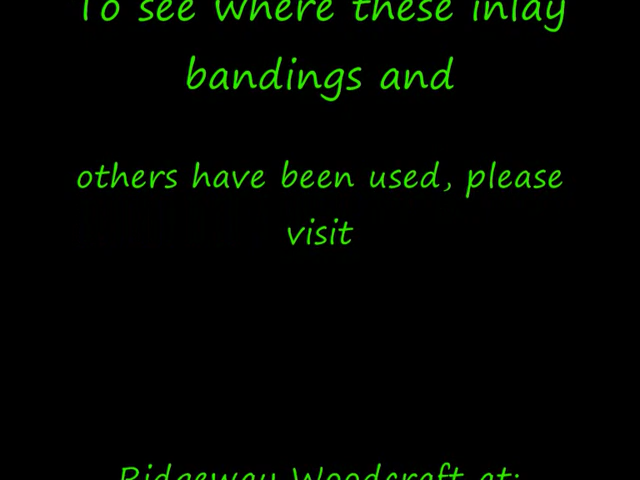 To see where these inlay
bandings and
others have been used, please
visit
Ridgeway Woodcraft at: